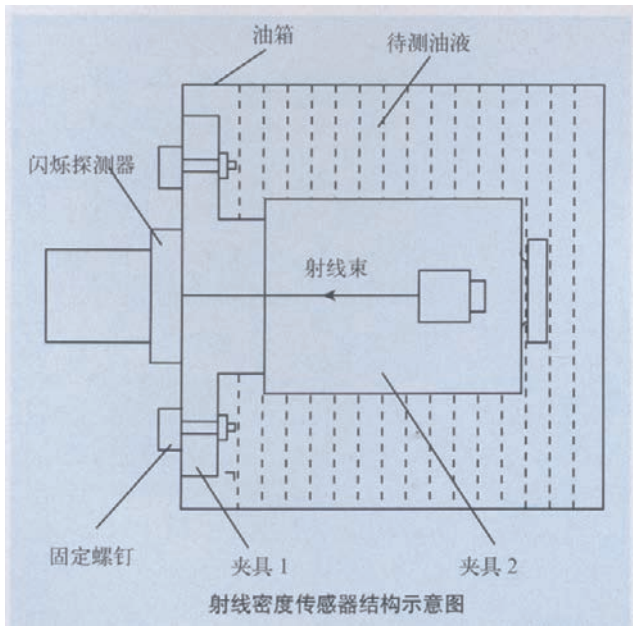 油箱
待测油液
闪烁探测器
射线束
固定螺钉
夹具1
夹具2
射线密度传感器结构示意图